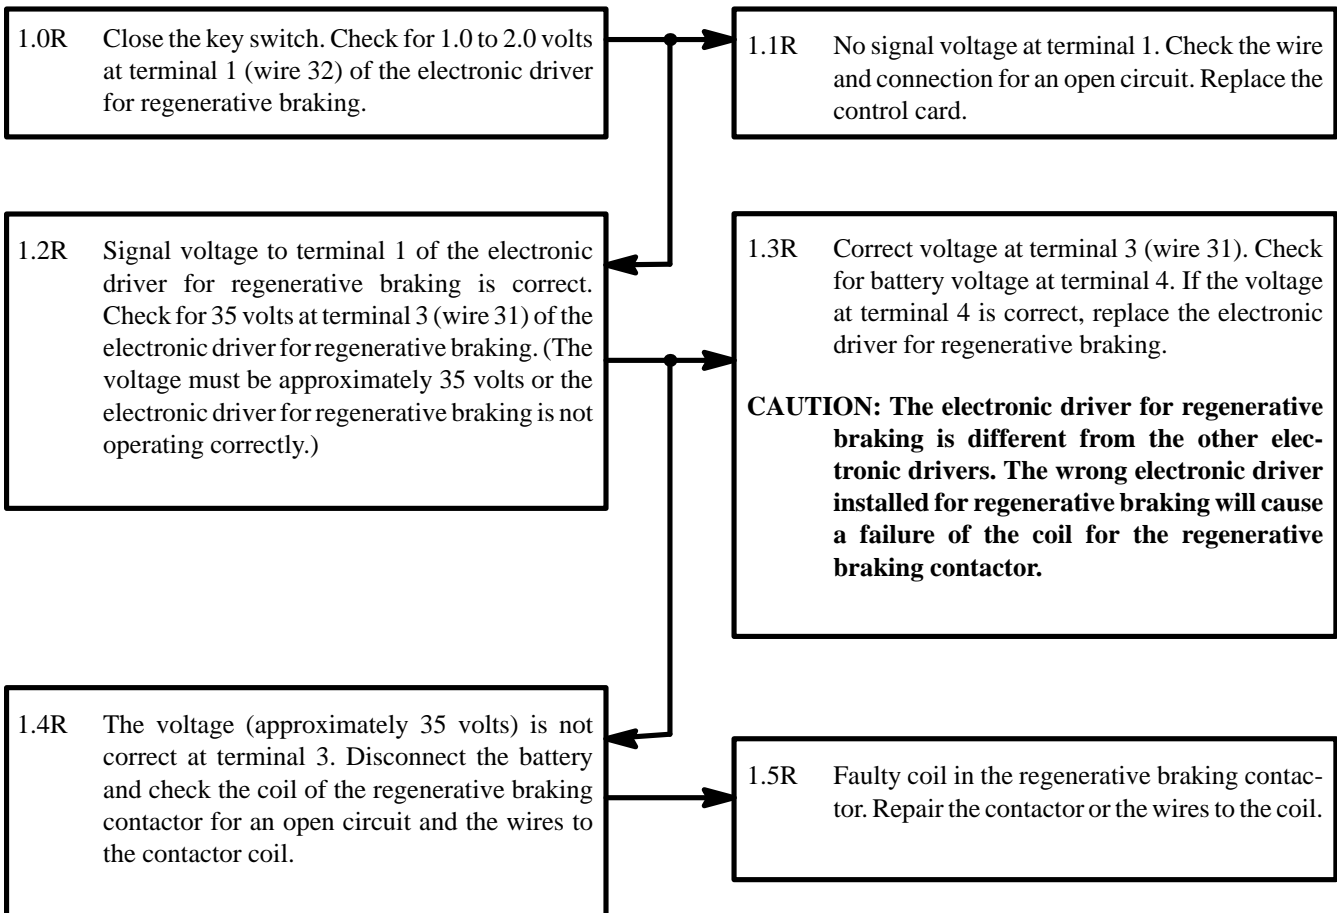 1.0R Close the key switch. Check for 1.0 to 2.0 volts
at terminal 1 (wire 32) of the electronic driver
for regenerative braking.
1.1R No signal voltage at terminal 1. Check the wire
and connection for an open circuit. Replace the
control card.
1.2R Signal voltage to terminal 1 of the electronic
driver for regenerative braking is correct.
Check for 35 volts at terminal 3 (wire 31) of the
electronic driver for regenerative braking. (The
voltage must be approximately 35 volts or the
electronic driver for regenerative braking is not
operating correctly.)
1.3R Correct voltage at terminal 3 (wire 31). Check
for battery voltage at terminal 4. If the voltage
at terminal 4 is correct, replace the electronic
driver for regenerative braking.
CAUTION: The electronic driver for regenerative
braking is different from the other elec-
tronic drivers. The wrong electronic driver
installed for regenerative braking will cause
a failure of the coil for the regenerative
braking contactor.
1.4R The voltage (approximately 35 volts) is not
correct at terminal 3. Disconnect the battery
and check the coil of the regenerative braking
contactor for an open circuit and the wires to
the contactor coil.
1.5R Faulty coil in the regenerative braking contac-
tor. Repair the contactor or the wires to the coil.